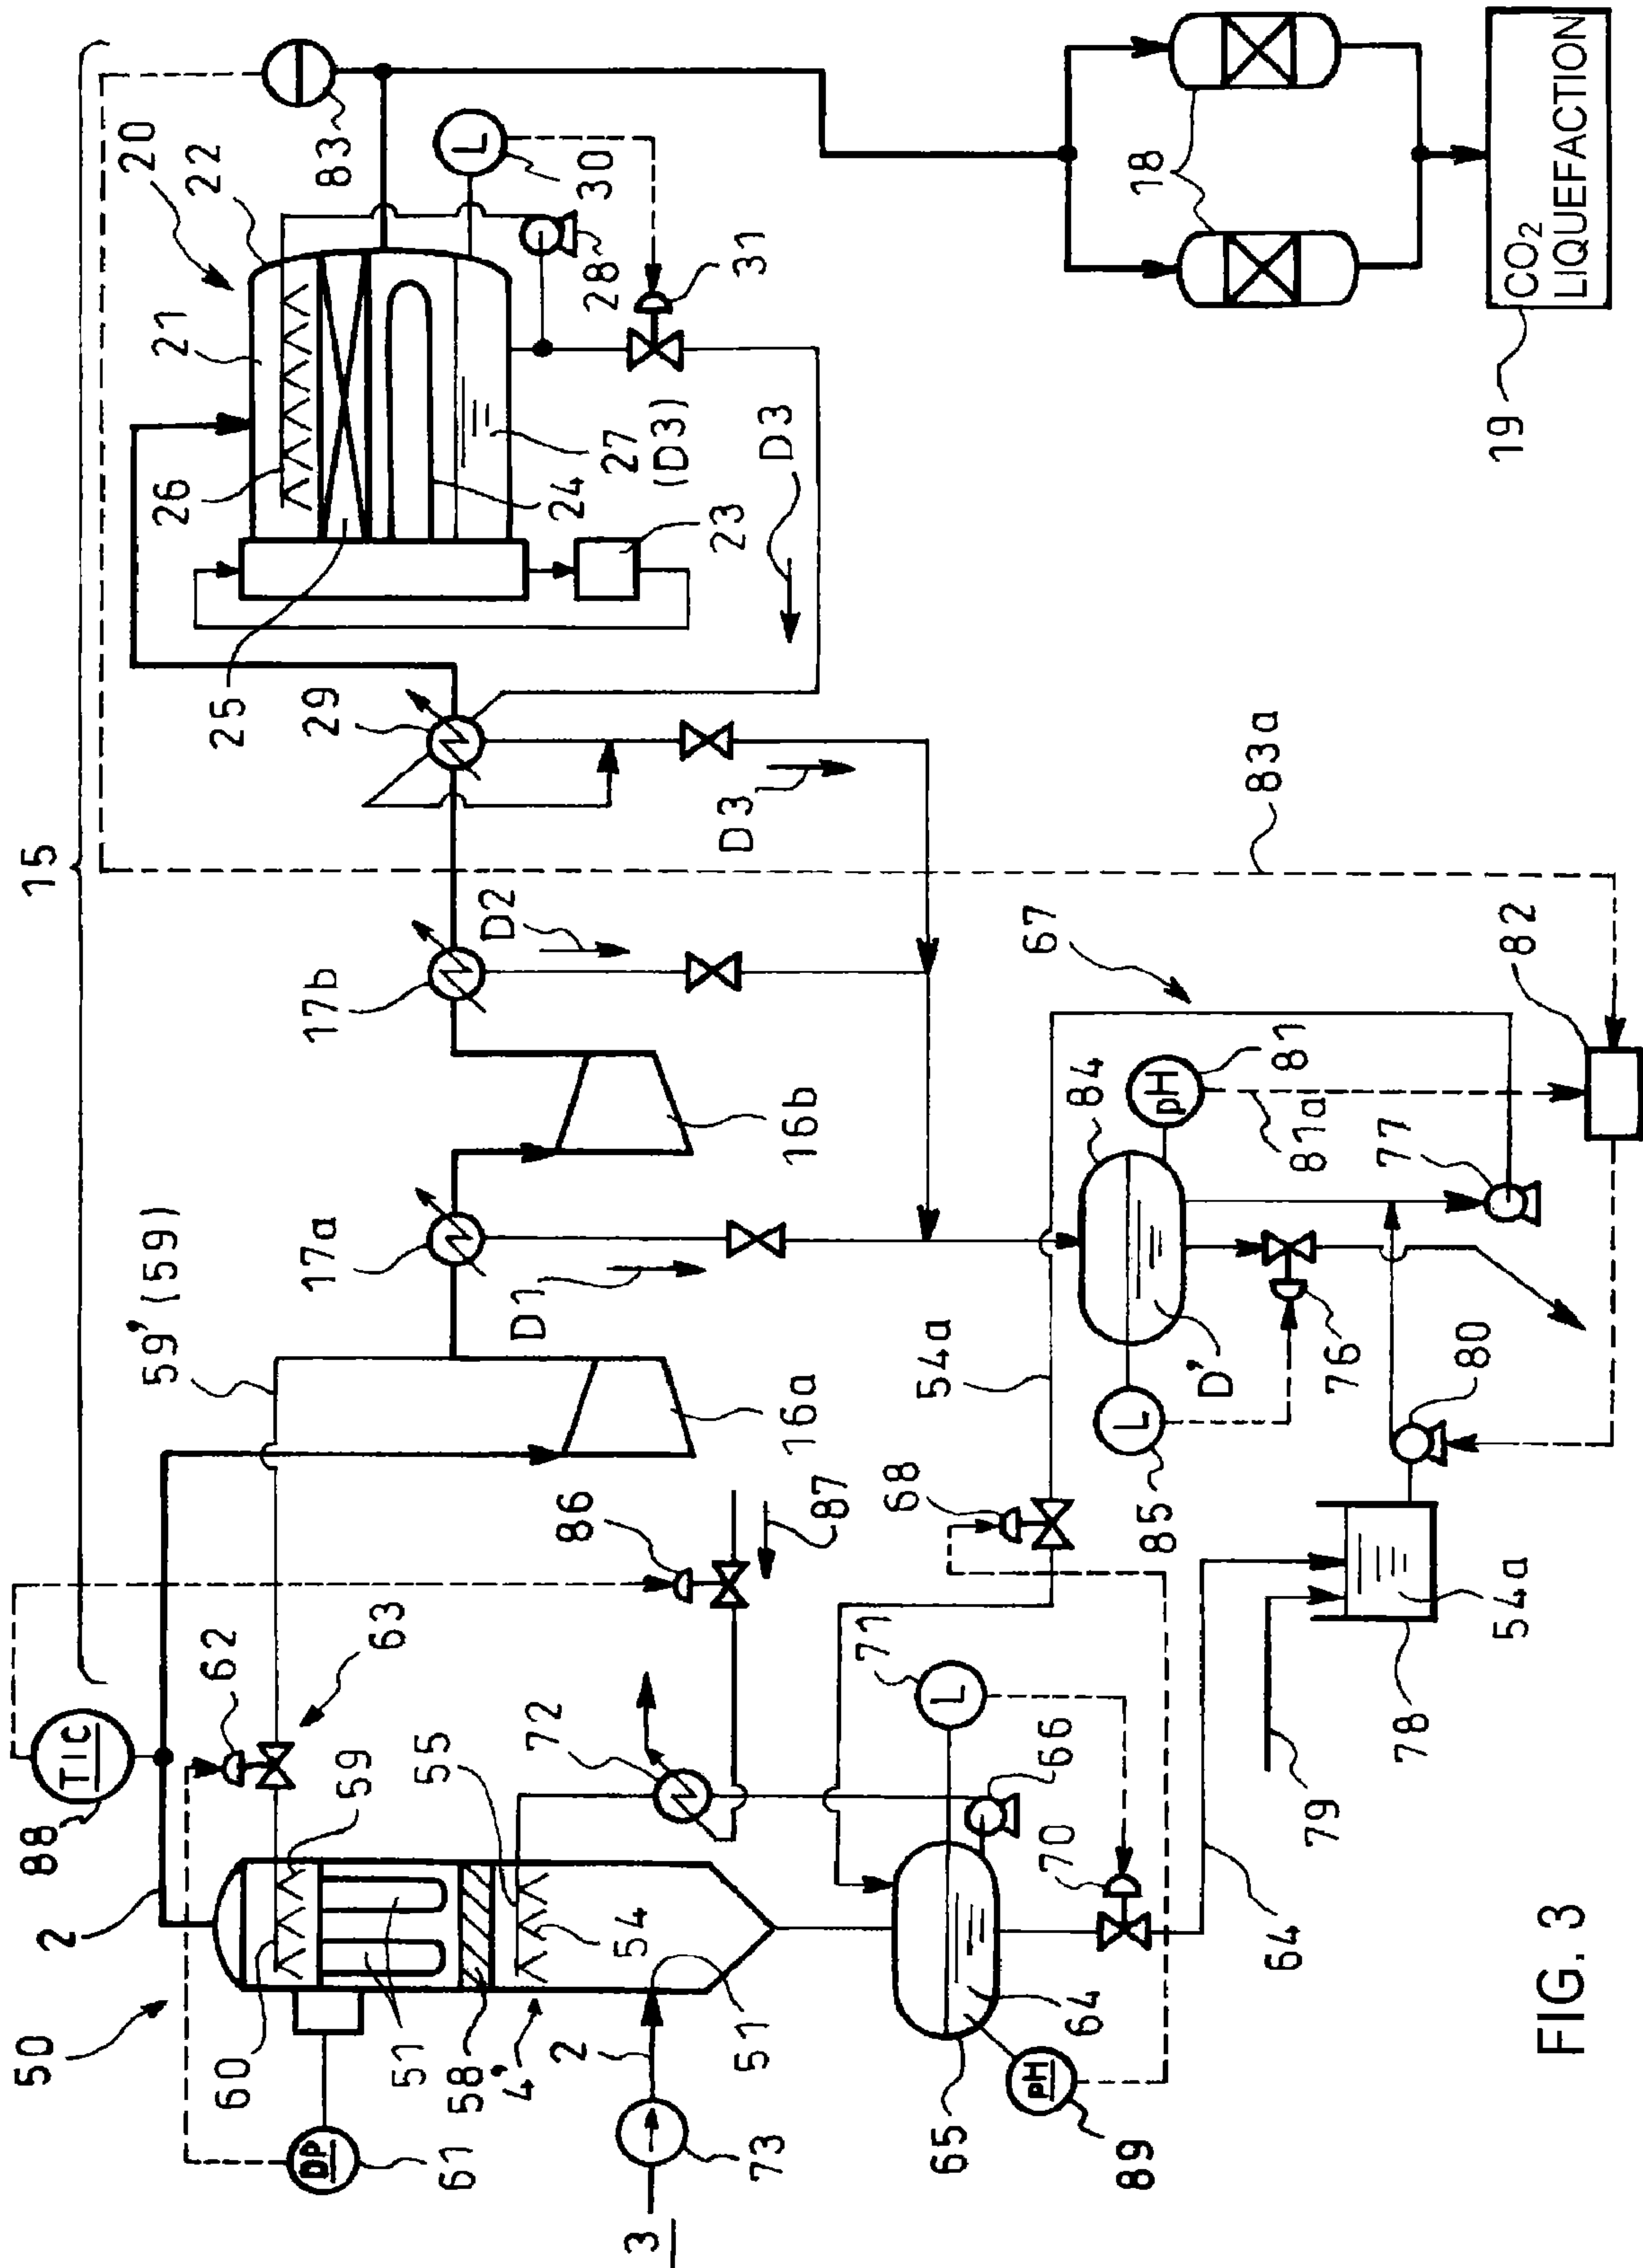 15
20
22
21
26
83
L
30
28
31
27
(D3)
24
23
25
29
D3
D3
D2
17b
16b
17a
D1
59' (59)
16a
83a
18
CO2
LIQUEFACTION
19
TIC
88
2
62
63
59
60
50
51
58
4'
55
54
72
86
87
DP
61
2
51
73
3
L
71
66
70
64
65
pH
89
64
68
54a
67
84
pH
81
81a
82
77
D'
L
85
76
80
54a
78
79
FIG. 3